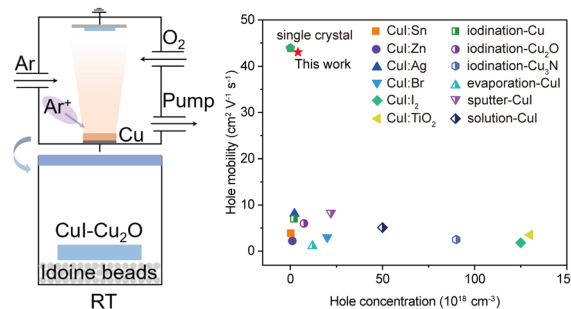 Ar
O2
Ar+
Pump
Cu
CuI-Cu2O
Idoine beads
RT
Hole mobility (cm2 V-1 s-1)
50
40
30
20
10
0
single crystal
This work
CuI:Sn
CuI:Zn
CuI:Ag
CuI:Br
CuI:I2
CuI:TiO2
iodination-Cu
iodination-Cu2O
iodination-Cu3N
evaporation-CuI
sputter-CuI
solution-CuI
0 50 100 15
Hole concentration (1018 cm-3)